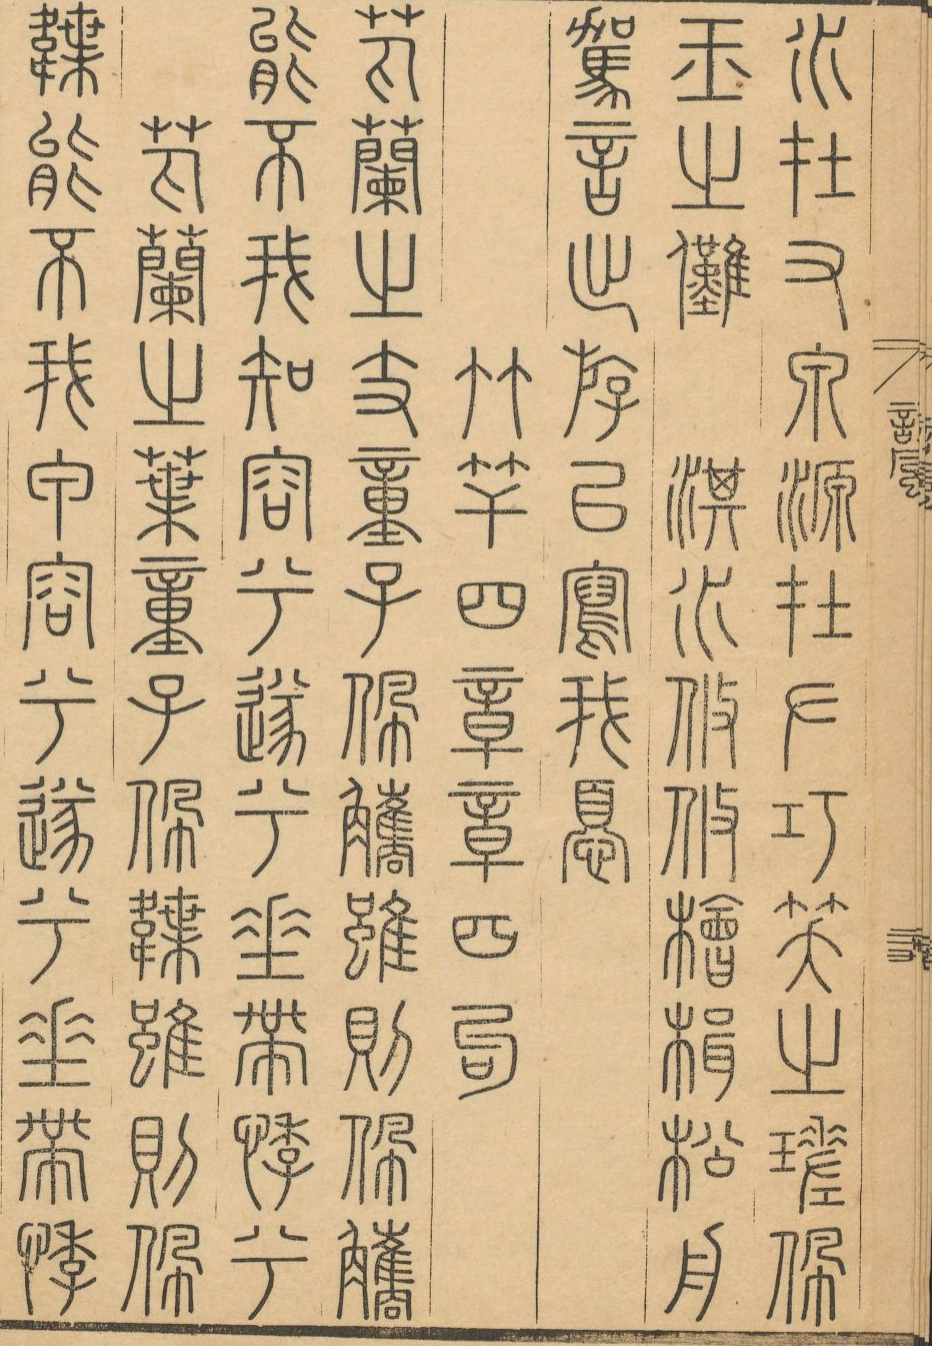 水在右泉源在左巧笑之瑳佩
玉之儺 淇水攸攸檜楫松舟
駕言出斿以寫我憂
竹竿四章章四句
芄蘭之支童子佩觿雖則佩觿
能不我知容兮遂兮垂帶悸兮
芄蘭之葉童子佩韘雖則佩
韘能不我甲容兮遂兮垂帶悸